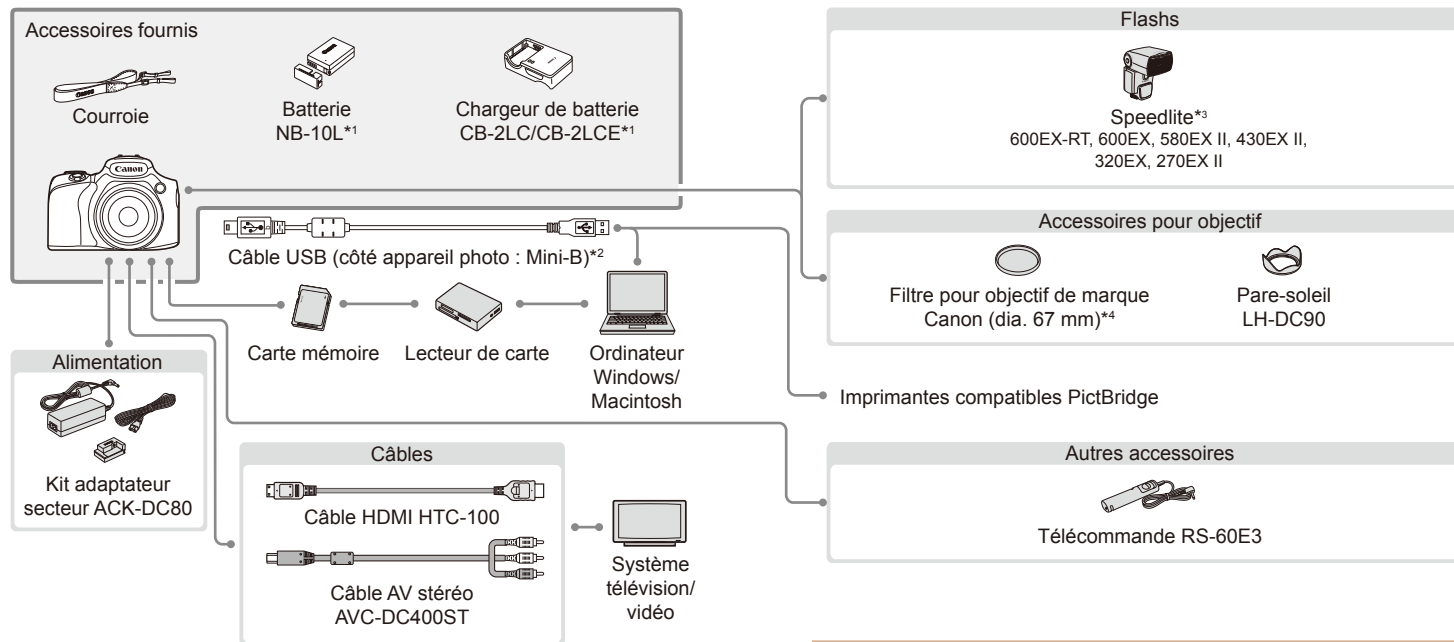 Accessoires fournis
Courroie
Batterie
NB-10L*1
Chargeur de batterie
CB-2LC/CB-2LCE*1
Canon
Câble USB (côté appareil photo : Mini-B)*2
Carte mémoire
Lecteur de carte
Ordinateur
Windows/
Macintosh
Alimentation
Kit adaptateur
secteur ACK-DC80
Câbles
Câble HDMI HTC-100
Câble AV stéréo
AVC-DC400ST
Système
télévision/
vidéo
Flashs
Speedlite*3
600EX-RT, 600EX, 580EX II, 430EX II,
320EX, 270EX II
Accessoires pour objectif
Filtre pour objectif de marque
Canon (dia. 67 mm)*4
Pare-soleil
LH-DC90
Imprimantes compatibles PictBridge
Autres accessoires
Télécommande RS-60E3